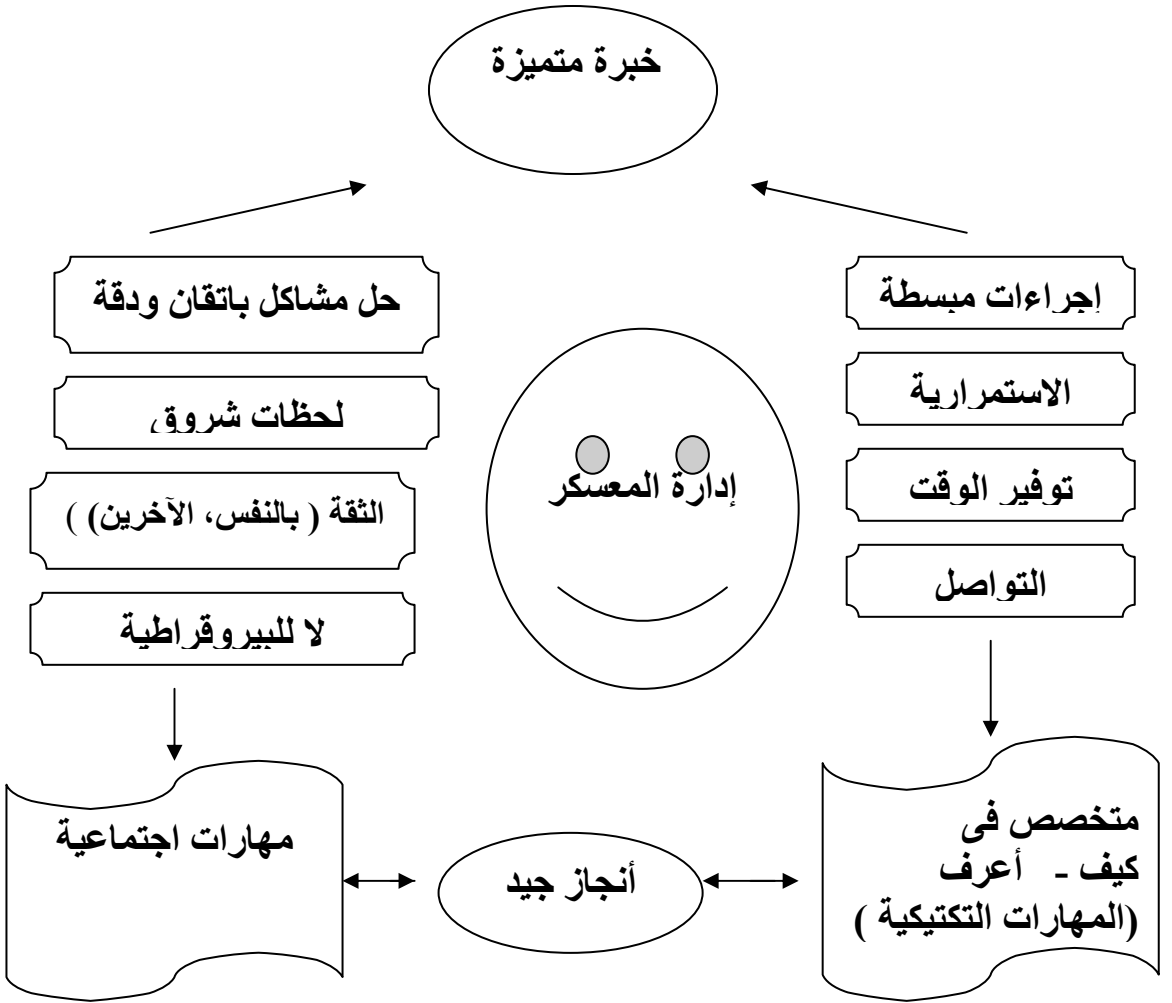 خبرة متميزة
إجراءات مبسطة
الاستمرارية
توفير الوقت
التواصل
حل مشاكل باتقان ودقة
لحظات شروق
الثقة ( بالنفس، الآخرين) )
لا للبيروقراطية
إدارة المعسكر
متخصص فى
كيف - أعرف
(المهارات التكتيكية )
أنجاز جيد
مهارات اجتماعية